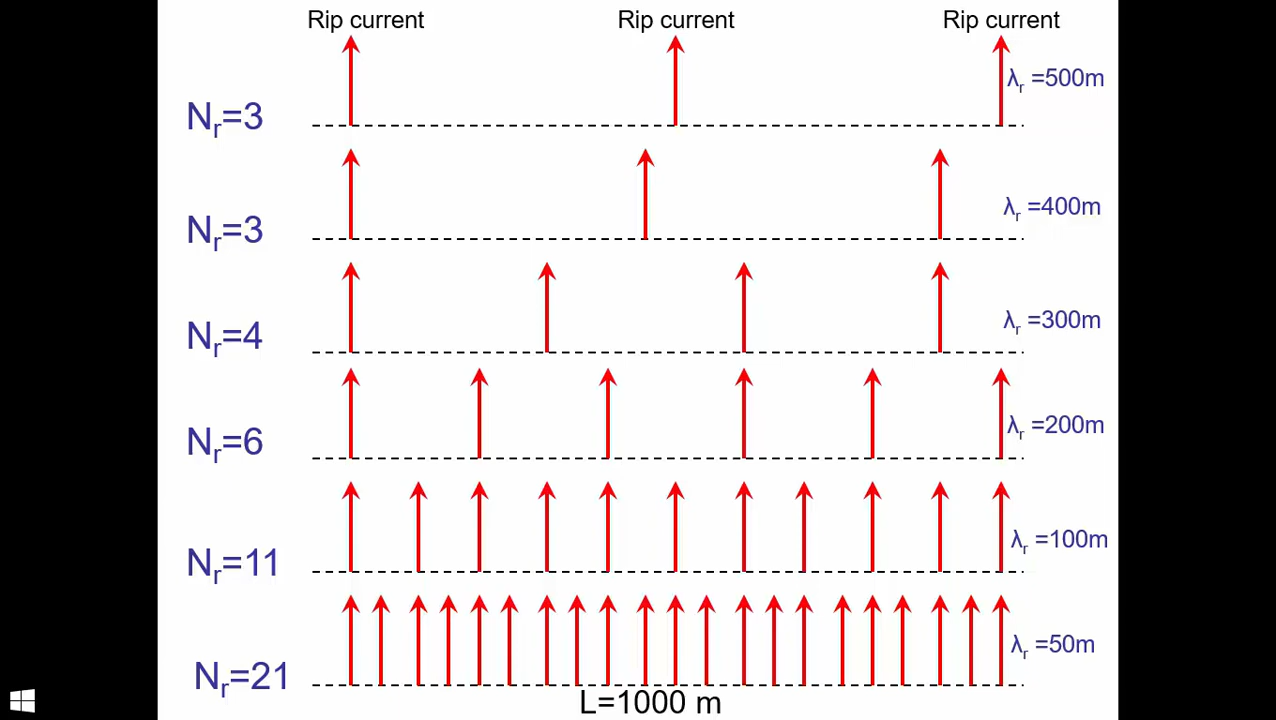 Rip current Rip current Rip current
λr =500m
Nr=3
λr =400m
Nr=3
λr =300m
Nr=4
λr =200m
Nr=6
λr =100m
Nr=11
λr =50m
Nr=21
L=1000 m